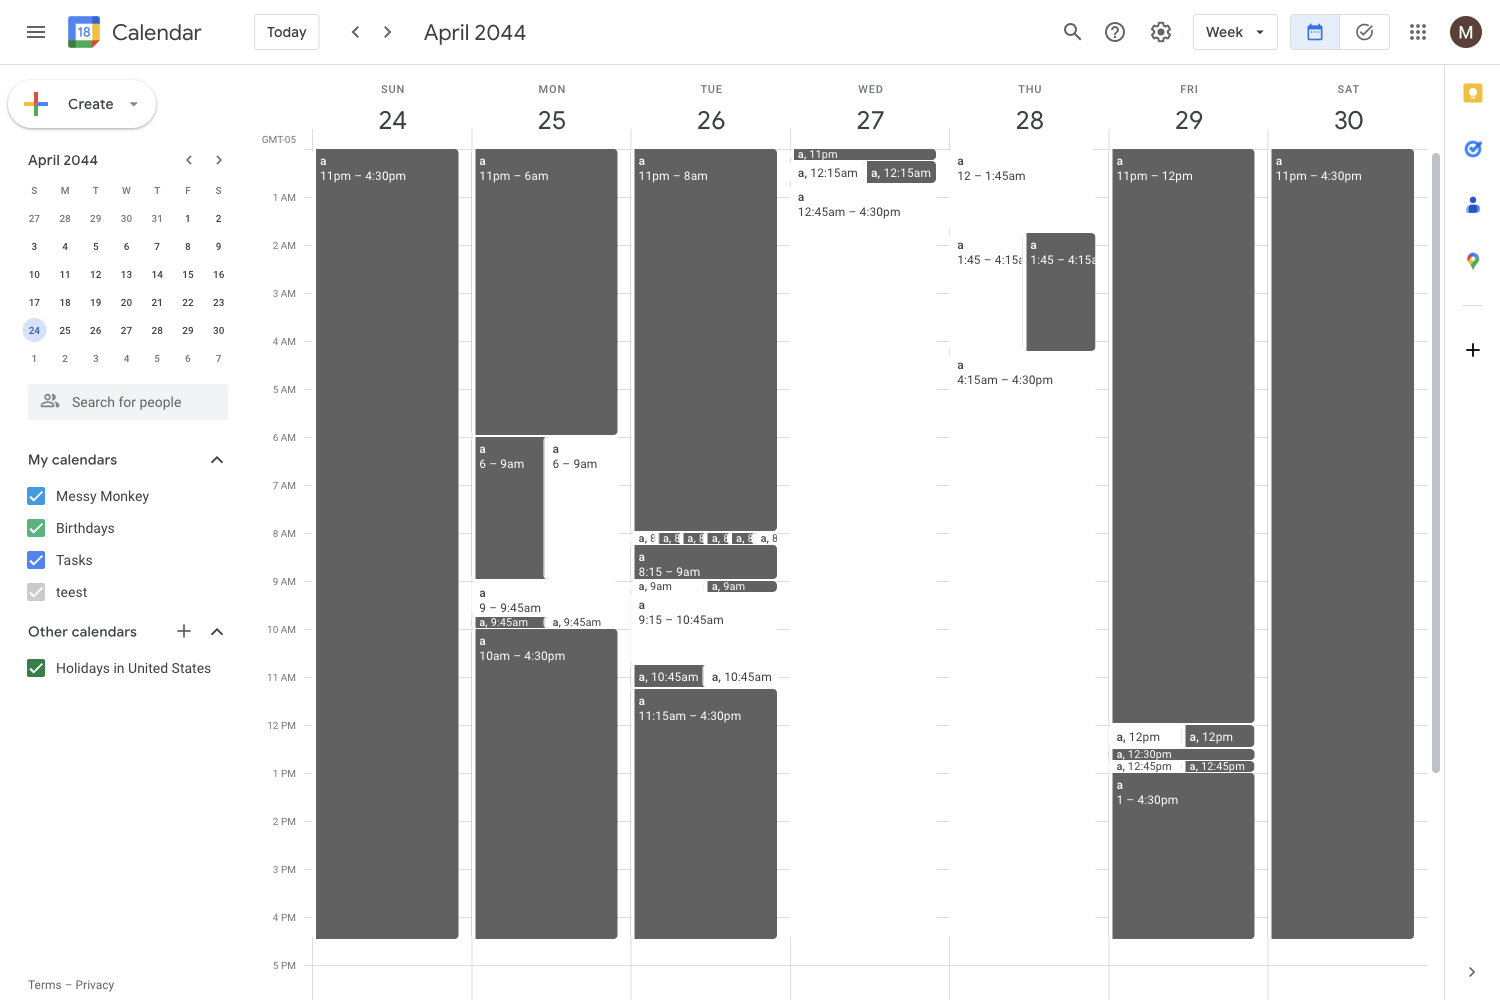 18 Calendar Today April 2044 Week M
Create
SUN MON TUE WED THU FRI SAT
24 25 26 27 28 29 30
GMT-05
April 2044
S M T W T F S
27 28 29 30 31 1 2
3 4 5 6 7 8 9
10 11 12 13 14 15 16
17 18 19 20 21 22 23
24 25 26 27 28 29 30
1 2 3 4 5 6 7
Search for people
My calendars
Messy Monkey
Birthdays
Tasks
teest
Other calendars
Holidays in United States
Terms – Privacy
1 AM
2 AM
3 AM
4 AM
5 AM
6 AM
7 AM
8 AM
9 AM
10 AM
11 AM
12 PM
1 PM
2 PM
3 PM
4 PM
5 PM
a
11pm – 4:30pm
a
11pm – 6am
a
6 – 9am
a
6 – 9am
a
9 – 9:45am
a, 9:45am
a, 9:45am
a
10am – 4:30pm
a
11pm – 8am
a, 8
a, 8
a, 8
a, 8
a, 8
a, 8
a
8:15 – 9am
a, 9am
a, 9am
a
9:15 – 10:45am
a, 10:45am
a, 10:45am
a
11:15am – 4:30pm
a, 11pm
a, 12:15am
a, 12:15am
a
12:45am – 4:30pm
a
12 – 1:45am
a
1:45 – 4:15a
a
1:45 – 4:15a
a
4:15am – 4:30pm
a
11pm – 12pm
a, 12pm
a, 12pm
a, 12:30pm
a, 12:45pm
a, 12:45pm
a
1 – 4:30pm
a
11pm – 4:30pm